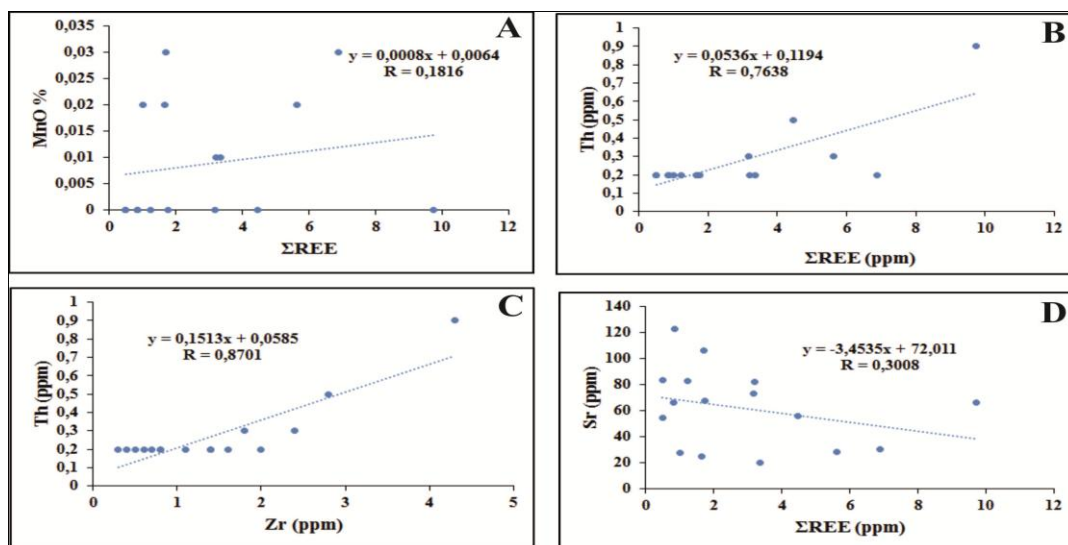 A
0,035
0,03
0,025
0,02
0,015
0,01
0,005
0
MnO %
y = 0,0008x + 0,0064
R = 0,1816
0 2 4 6 8 10 12
ΣREE
B
1
0,9
0,8
0,7
0,6
0,5
0,4
0,3
0,2
0,1
Th (ppm)
y = 0,0536x + 0,1194
R = 0,7638
0 2 4 6 8 10 12
ΣREE (ppm)
C
1
0,9
0,8
0,7
0,6
0,5
0,4
0,3
0,2
0,1
0
Th (ppm)
y = 0,1513x + 0,0585
R = 0,8701
0 1 2 3 4 5
Zr (ppm)
D
140
120
100
80
60
40
20
0
Sr (ppm)
y = -3,4535x + 72,011
R = 0,3008
0 2 4 6 8 10 12
ΣREE (ppm)